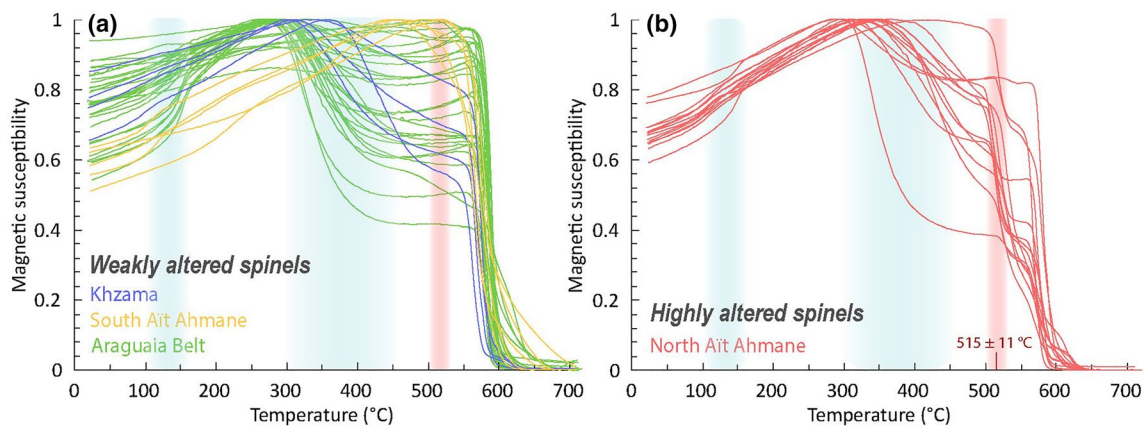 (a)
1
0.8
0.6
0.4
0.2
0
Magnetic susceptibility
Weakly altered spinels
Khzama
South Aït Ahmane
Araguaia Belt
0 100 200 300 400 500 600 700
Temperature (°C)
(b)
1
0.8
0.6
0.4
0.2
0
Magnetic susceptibility
Highly altered spinels
North Aït Ahmane
515 ± 11 °C
0 100 200 300 400 500 600 700
Temperature (°C)